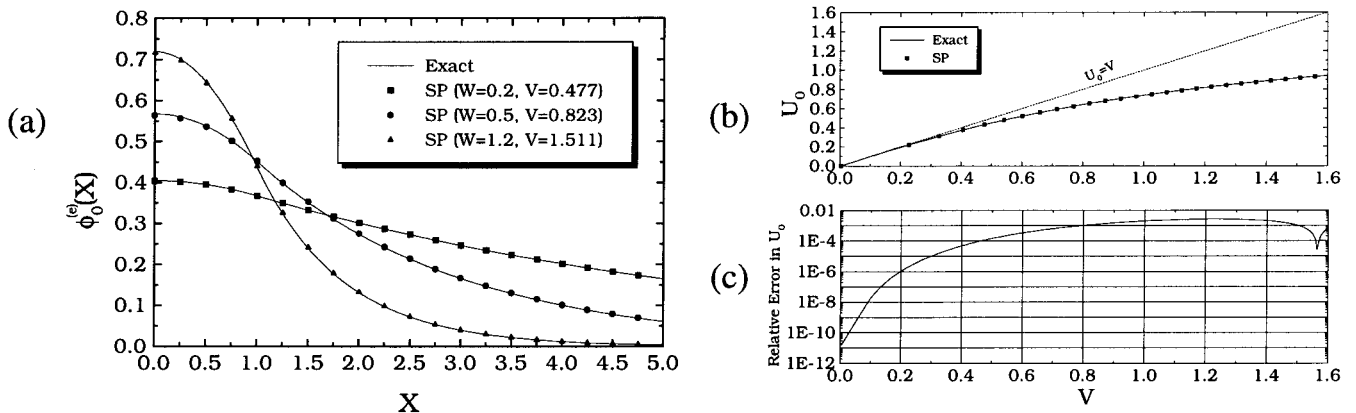 (a)
ϕ₀⁽ᵉ⁾(X)
0.8
0.7
0.6
0.5
0.4
0.3
0.2
0.1
0.0
Exact
SP (W=0.2, V=0.477)
SP (W=0.5, V=0.823)
SP (W=1.2, V=1.511)
0.0 0.5 1.0 1.5 2.0 2.5 3.0 3.5 4.0 4.5 5.0
X
(b)
U₀
1.6
1.4
1.2
1.0
0.8
0.6
0.4
0.2
0.0
Exact
SP
U₀=V
0.0 0.2 0.4 0.6 0.8 1.0 1.2 1.4 1.6
(c)
Relative Error in U₀
0.01
1E-4
1E-6
1E-8
1E-10
1E-12
0.0 0.2 0.4 0.6 0.8 1.0 1.2 1.4 1.6
V